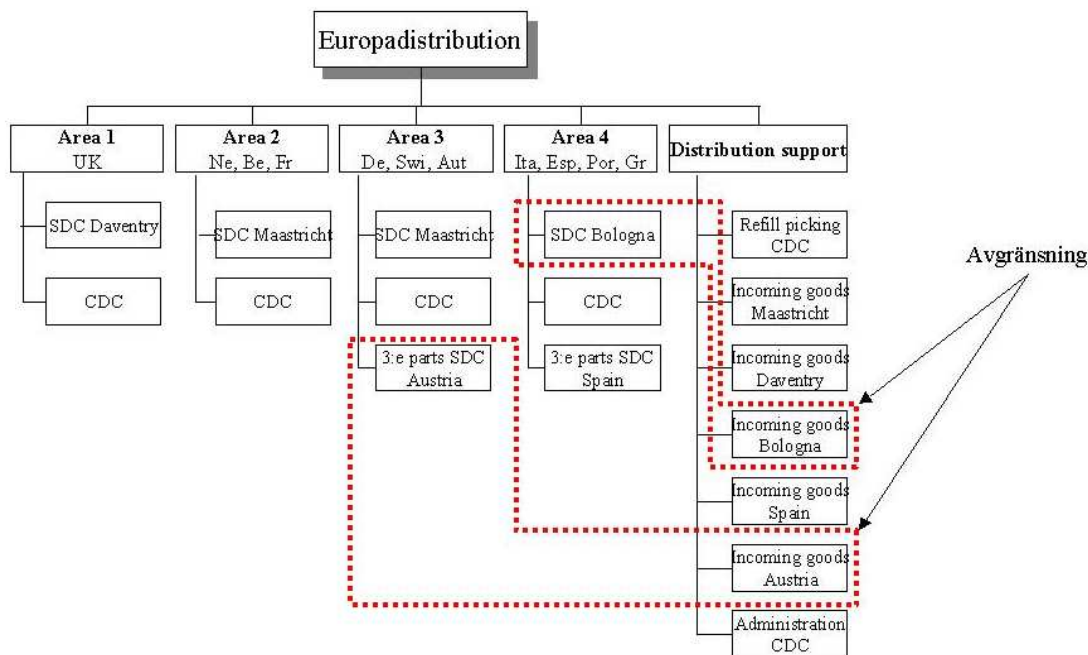 Europadistribution
Area 1
UK
SDC Daventry
CDC
Area 2
Ne, Be, Fr
SDC Maastricht
CDC
Area 3
De, Swi, Aut
SDC Maastricht
CDC
3:e parts SDC
Austria
Area 4
Ita, Esp, Por, Gr
SDC Bologna
CDC
3:e parts SDC
Spain
Distribution support
Refill picking
CDC
Incoming goods
Maastricht
Incoming goods
Daventry
Incoming goods
Bologna
Incoming goods
Spain
Incoming goods
Austria
Administration
CDC
Avgränsning